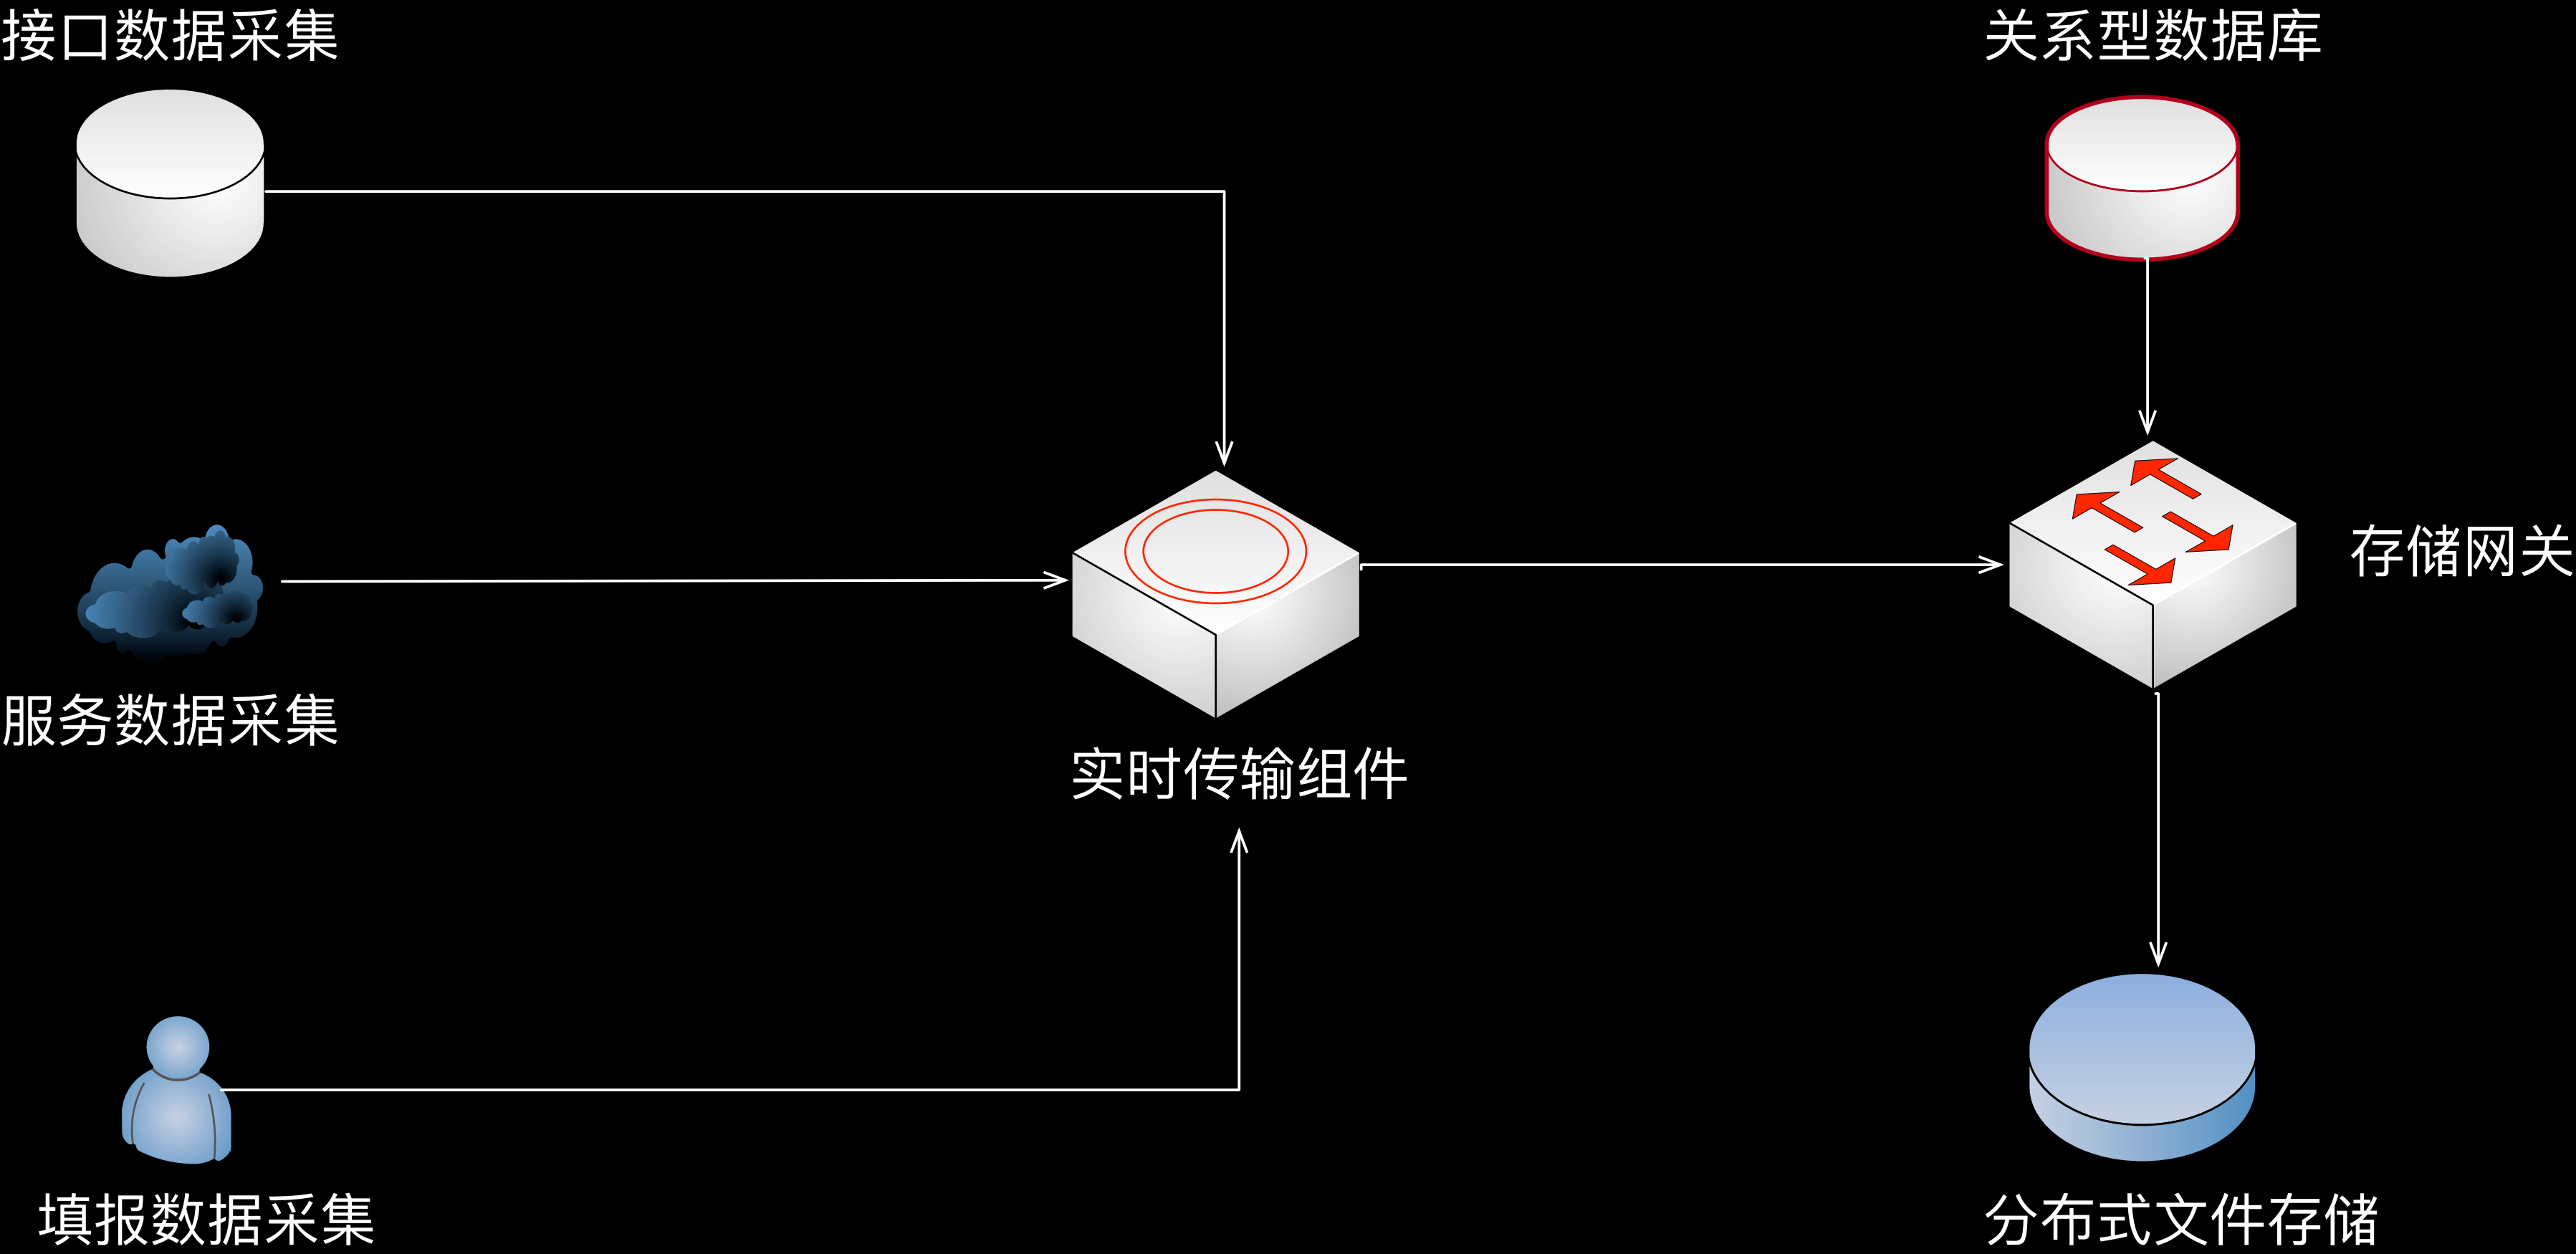 接口数据采集
关系型数据库
存储网关
服务数据采集
实时传输组件
填报数据采集
分布式文件存储